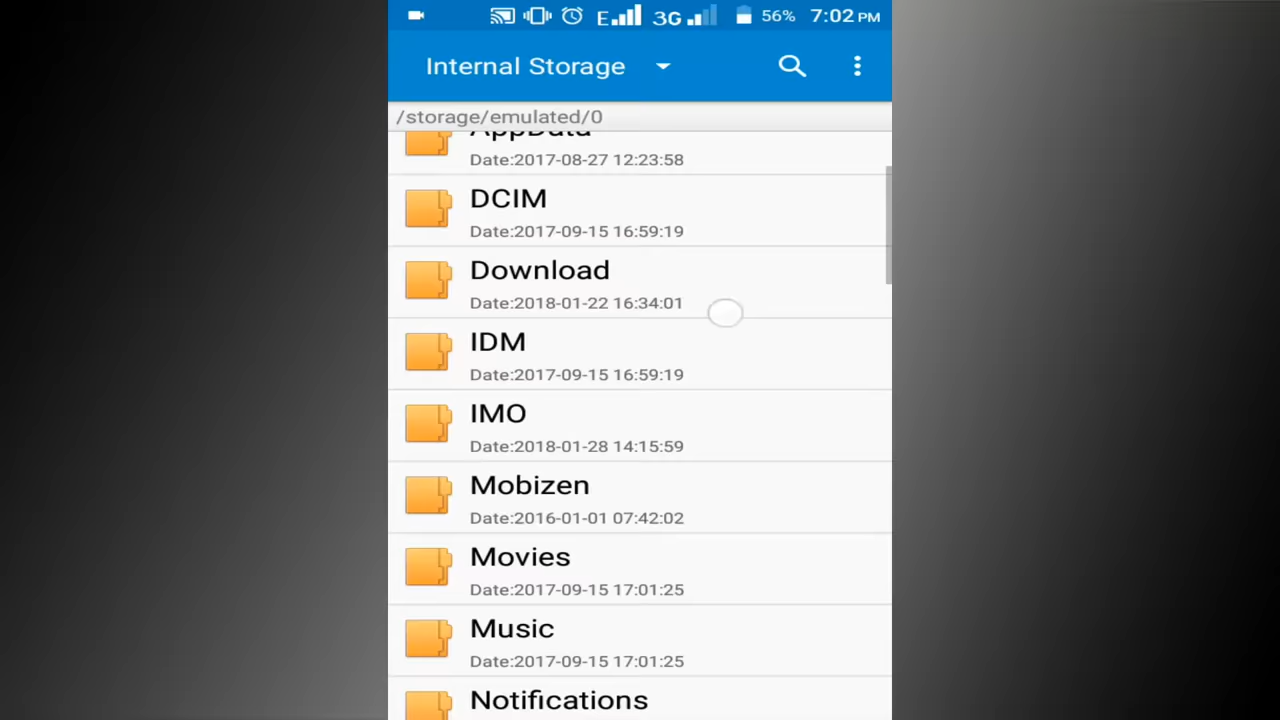 E 3G 56% 7:02 PM
Internal Storage
/storage/emulated/0
AppData
Date:2017-08-27 12:23:58
DCIM
Date:2017-09-15 16:59:19
Download
Date:2018-01-22 16:34:01
IDM
Date:2017-09-15 16:59:19
IMO
Date:2018-01-28 14:15:59
Mobizen
Date:2016-01-01 07:42:02
Movies
Date:2017-09-15 17:01:25
Music
Date:2017-09-15 17:01:25
Notifications